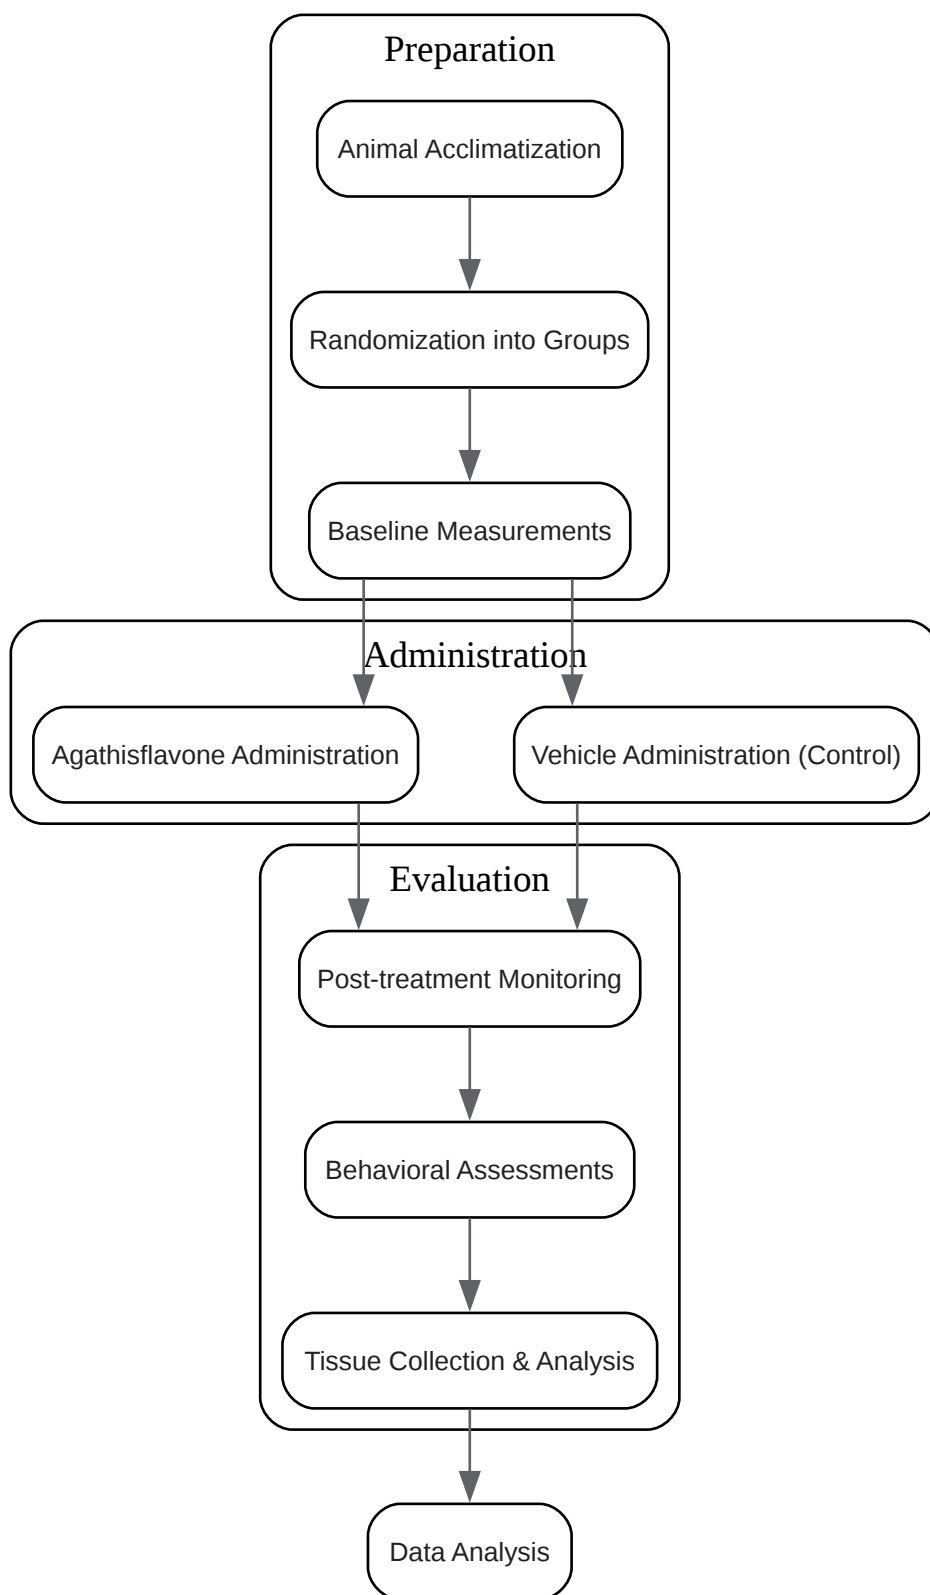 Preparation
Animal Acclimatization
Randomization into Groups
Baseline Measurements
Administration
Agathisflavone Administration
Vehicle Administration (Control)
Evaluation
Post-treatment Monitoring
Behavioral Assessments
Tissue Collection & Analysis
Data Analysis